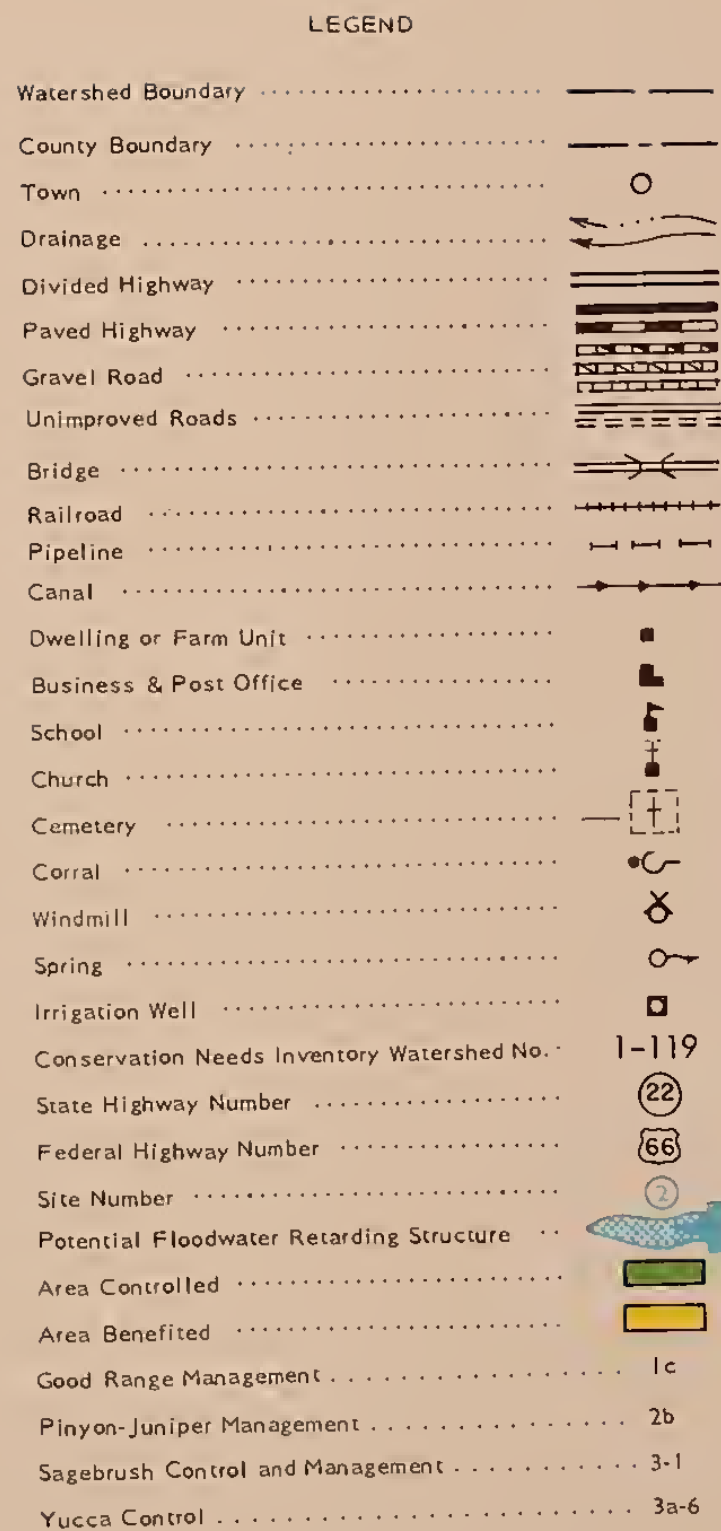 LEGEND
Watershed Boundary
County Boundary
Town
Drainage
Divided Highway
Paved Highway
Gravel Road
Unimproved Roads
Bridge
Railroad
Pipeline
Canal
Dwelling or Farm Unit
Business & Post Office
School
Church
Cemetery
Corral
Windmill
Spring
Irrigation Well
Conservation Needs Inventory Watershed No. 1-119
State Highway Number 22
Federal Highway Number 66
Site Number 2
Potential Floodwater Retarding Structure
Area Controlled
Area Benefited
Good Range Management 1c
Pinyon-Juniper Management 2b
Sagebrush Control and Management 3-1
Yucca Control 3a-6